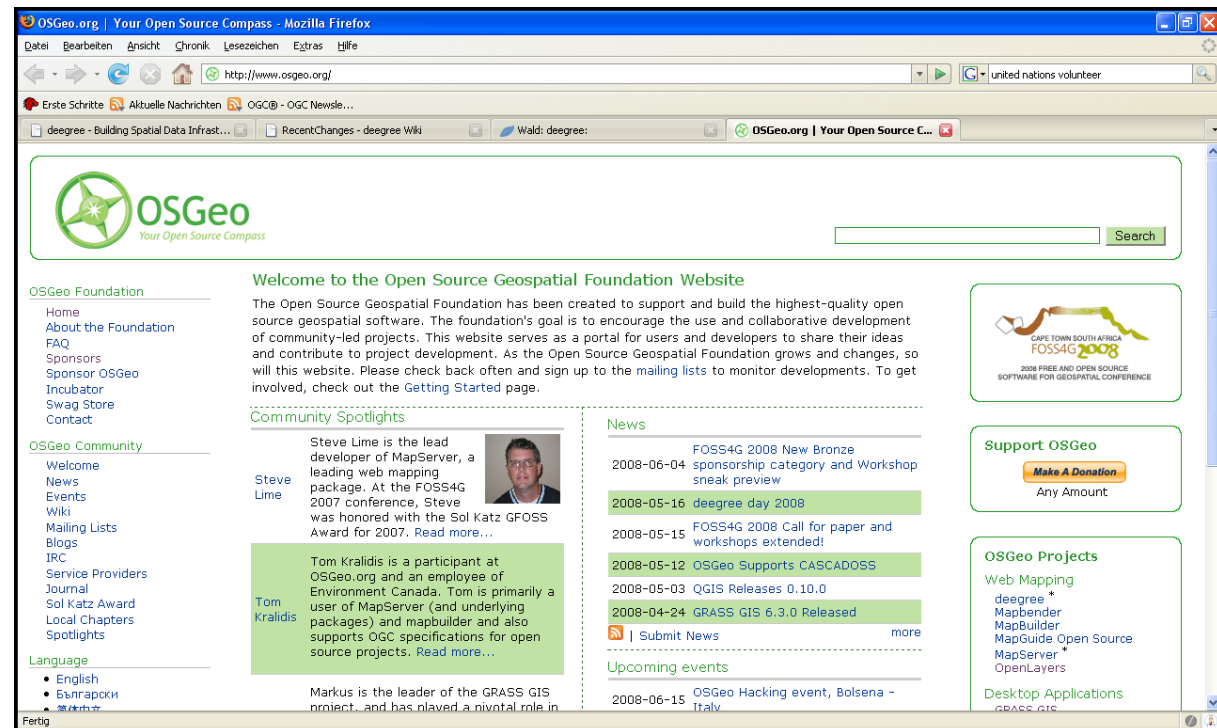 OSGeo.org | Your Open Source Compass - Mozilla Firefox
Datei Bearbeiten Ansicht Chronik Lesezeichen Extras Hilfe
http://www.osgeo.org/
united nations volunteer
Erste Schritte Aktuelle Nachrichten OGC® - OGC Newsle...
deegree - Building Spatial Data Infrast... RecentChanges - deegree Wiki Wald: deegree: OSGeo.org | Your Open Source C...
OSGeo
Your Open Source Compass
Search
OSGeo Foundation
Home
About the Foundation
FAQ
Sponsors
Sponsor OSGeo
Incubator
Swag Store
Contact
OSGeo Community
Welcome
News
Events
Wiki
Mailing Lists
Blogs
IRC
Service Providers
Journal
Sol Katz Award
Local Chapters
Spotlights
Language
English
Български
简体中文
Welcome to the Open Source Geospatial Foundation Website
The Open Source Geospatial Foundation has been created to support and build the highest-quality open
source geospatial software. The foundation's goal is to encourage the use and collaborative development
of community-led projects. This website serves as a portal for users and developers to share their ideas
and contribute to project development. As the Open Source Geospatial Foundation grows and changes, so
will this website. Please check back often and sign up to the mailing lists to monitor developments. To get
involved, check out the Getting Started page.
Community Spotlights
Steve Lime
Steve Lime is the lead
developer of MapServer, a
leading web mapping
package. At the FOSS4G
2007 conference, Steve
was honored with the Sol Katz GFOSS
Award for 2007. Read more...
Tom Kralidis
Tom Kralidis is a participant at
OSGeo.org and an employee of
Environment Canada. Tom is primarily a
user of MapServer (and underlying
packages) and mapbuilder and also
supports OGC specifications for open
source projects. Read more...
Markus is the leader of the GRASS GIS
project, and has played a pivotal role in
News
2008-06-04 FOSS4G 2008 New Bronze
sponsorship category and Workshop
sneak preview
2008-05-16 deegree day 2008
2008-05-15 FOSS4G 2008 Call for paper and
workshops extended!
2008-05-12 OSGeo Supports CASCADOSS
2008-05-03 QGIS Releases 0.10.0
2008-04-24 GRASS GIS 6.3.0 Released
| Submit News more
Upcoming events
2008-06-15 OSGeo Hacking event, Bolsena -
Italy
CAPE TOWN SOUTH AFRICA
FOSS4G 2008
2008 FREE AND OPEN SOURCE
SOFTWARE FOR GEOSPATIAL CONFERENCE
Support OSGeo
Make A Donation
Any Amount
OSGeo Projects
Web Mapping
deegree *
Mapbender
MapBuilder
MapGuide Open Source
MapServer *
OpenLayers
Desktop Applications
GRASS GIS
Fertig